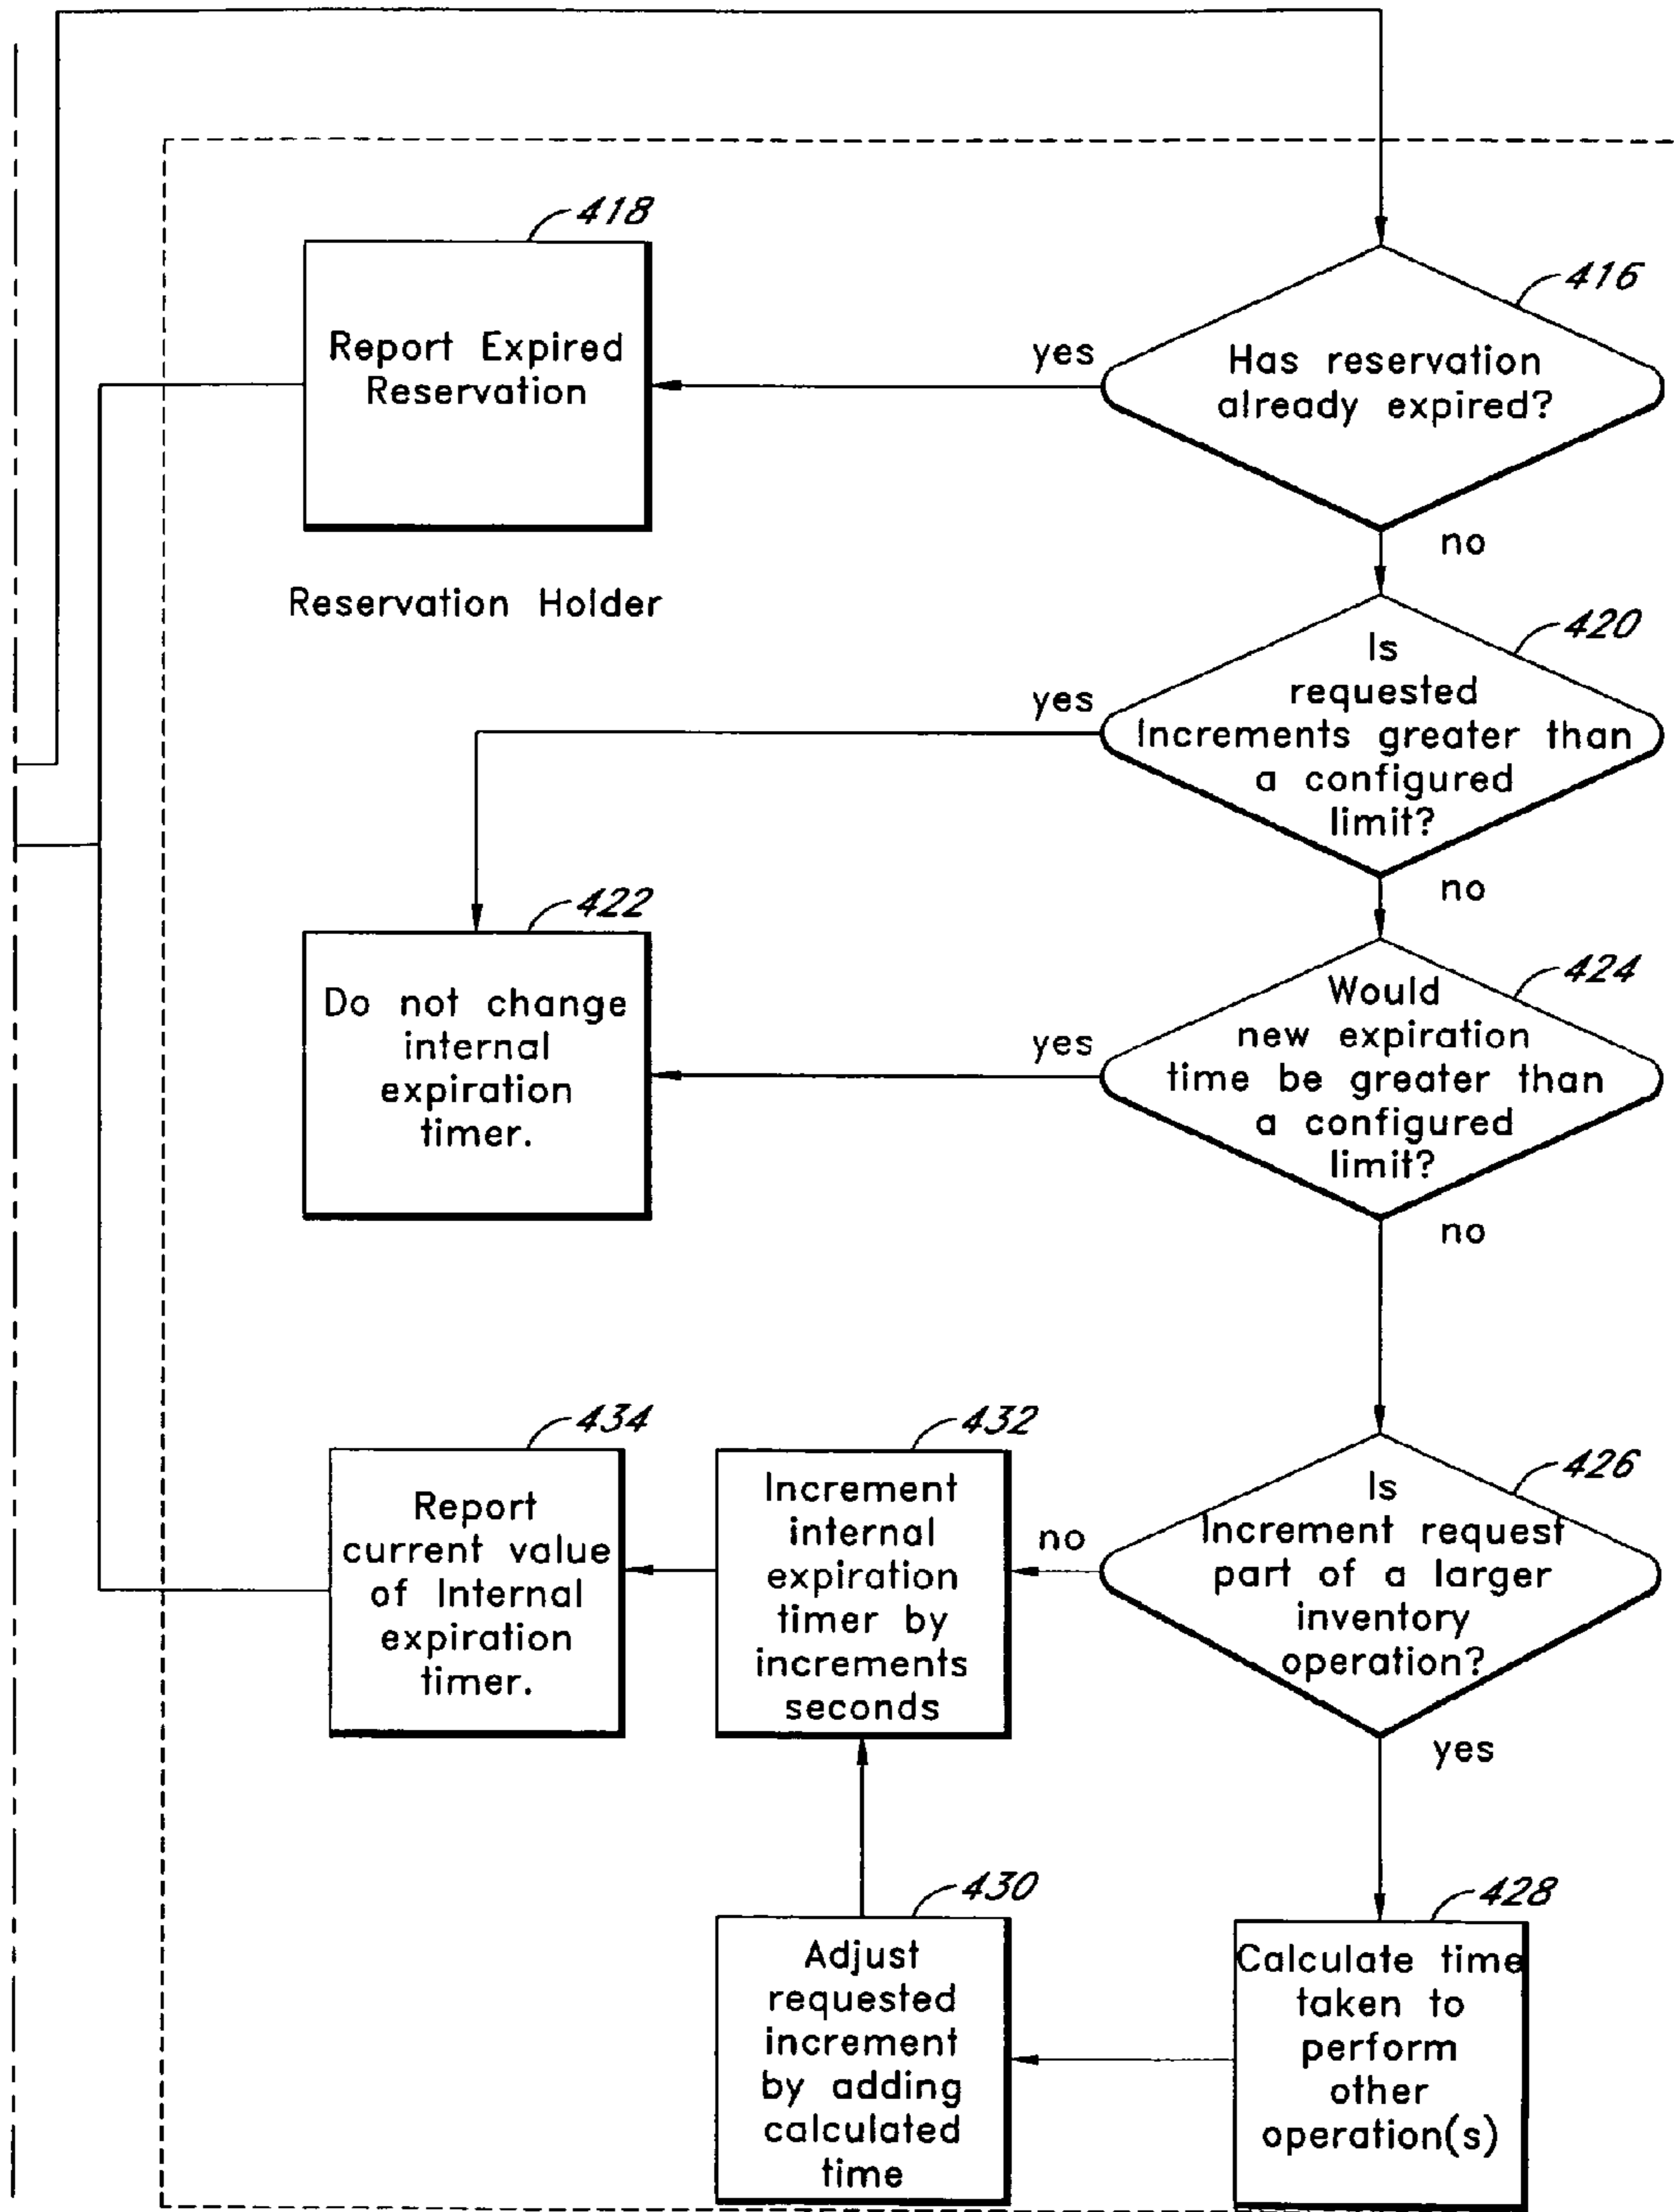 418
Report Expired
Reservation
416
yes
Has reservation
already expired?
no
Reservation Holder
420
Is
requested
Increments greater than
a configured
limit?
yes
no
422
Do not change
internal
expiration
timer.
424
Would
new expiration
time be greater than
a configured
limit?
yes
no
434
Report
current value
of Internal
expiration
timer.
432
Increment
internal
expiration
timer by
increments
seconds
no
426
Is
Increment request
part of a larger
inventory
operation?
yes
430
Adjust
requested
increment
by adding
calculated
time
428
Calculate time
taken to
perform
other
operation(s)